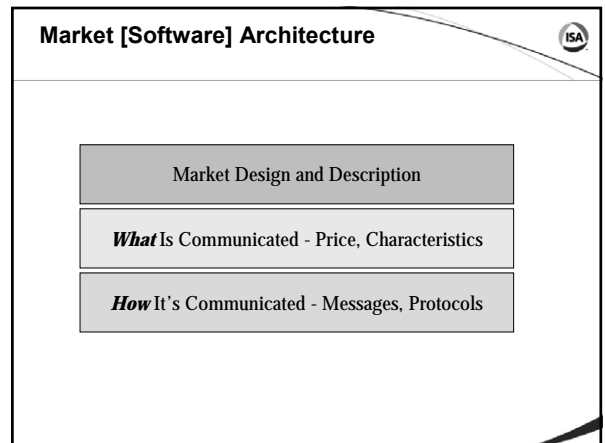 Market [Software] Architecture
ISA
Market Design and Description
What Is Communicated - Price, Characteristics
How It's Communicated - Messages, Protocols